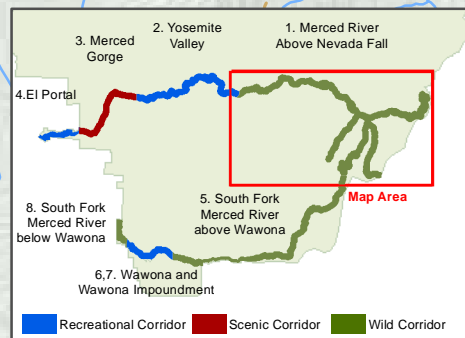 1. Merced River
Above Nevada Fall
2. Yosemite
Valley
3. Merced
Gorge
4.El Portal
Map Area
5. South Fork
Merced River
above Wawona
8. South Fork
Merced River
below Wawona
6,7. Wawona and
Wawona Impoundment
Recreational Corridor
Scenic Corridor
Wild Corridor